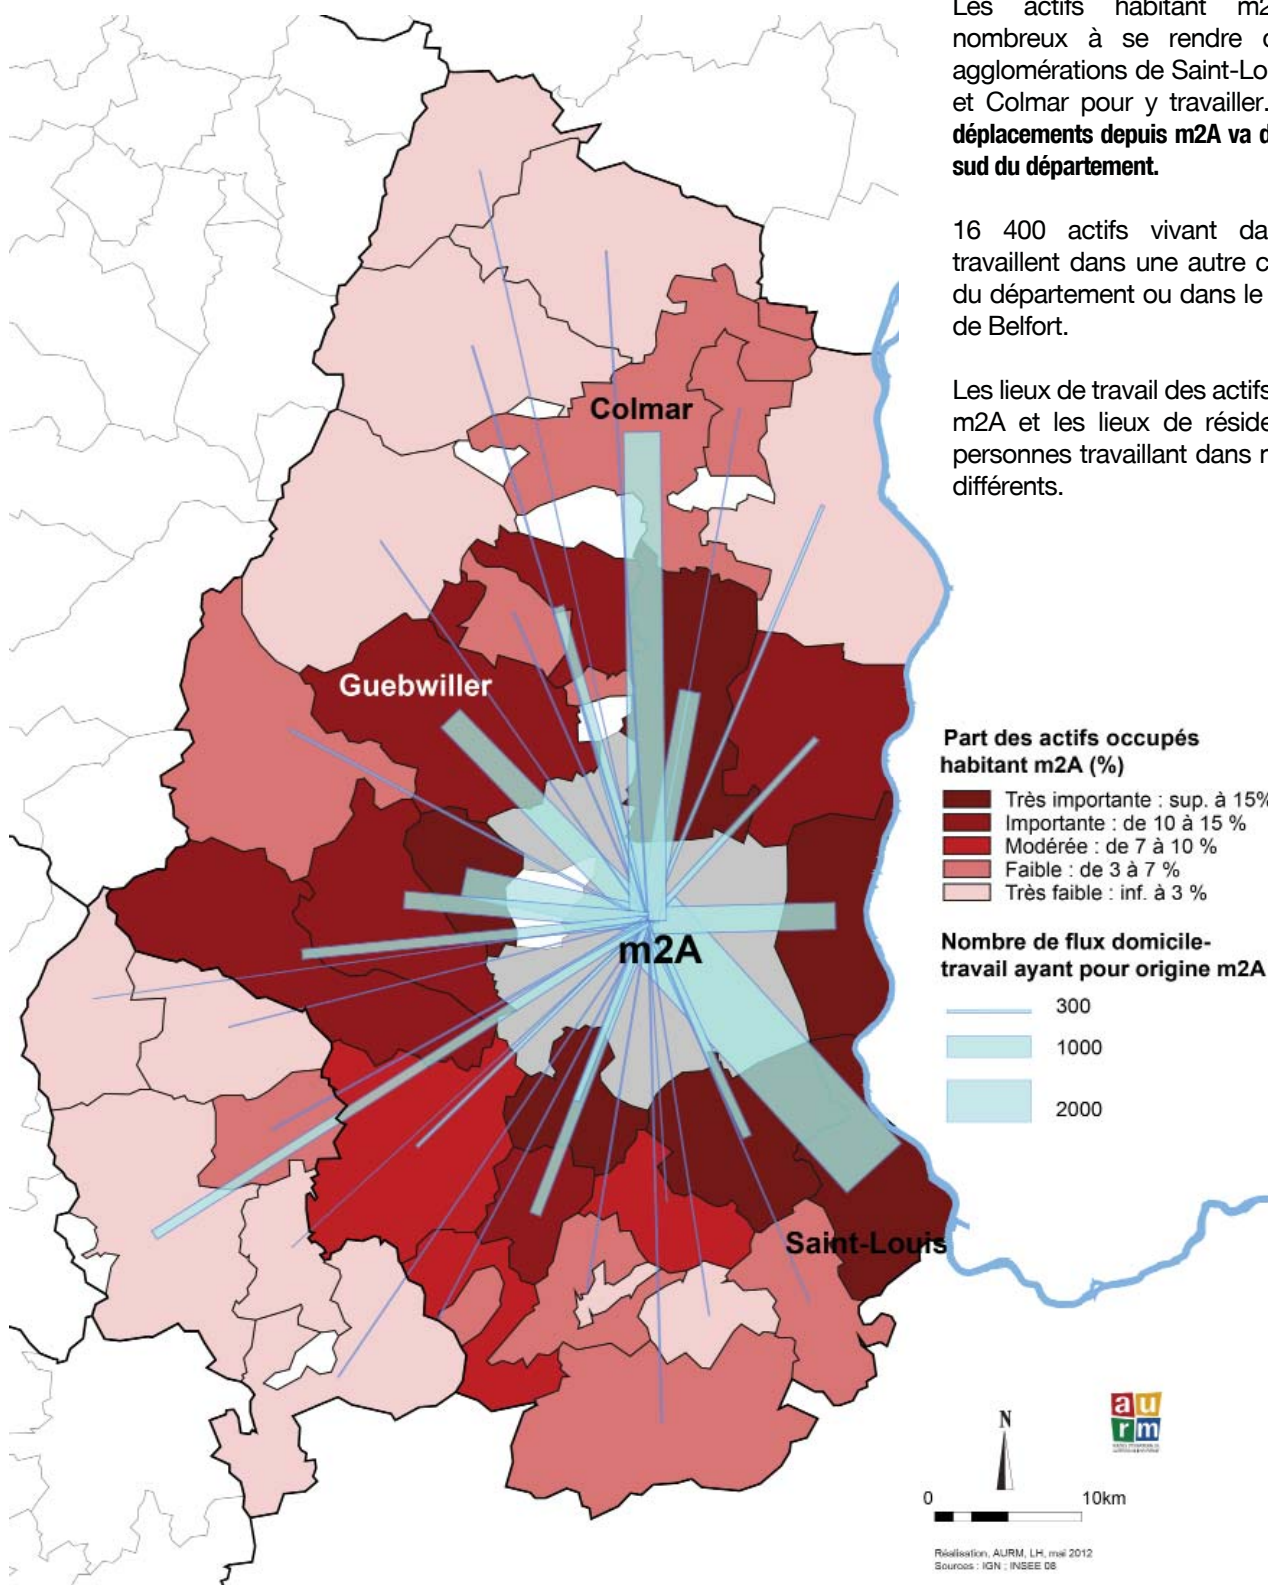 Les actifs habitant
nombreux à se rendre
agglomérations de
et Colmar pour y travailler.
déplacements depuis m2A va
sud du département.
16 400 actifs vivant
travaillent dans une autre
du département ou dans le
de Belfort.
Les lieux de travail des actifs
m2A et les lieux de
personnes travaillant dans
différents.
Colmar
Guebwiller
m2A
Saint-Louis
Part des actifs occupés
habitant m2A (%)
Très importante : sup. à 15%
Importante : de 10 à 15 %
Modérée : de 7 à 10 %
Faible : de 3 à 7 %
Très faible : inf. à 3 %
Nombre de flux domicile-
travail ayant pour origine m2A
300
1000
2000
N
au
rm
0 10km
Réalisation, AURM, LH, mai 2012
Sources : IGN ; INSEE 08